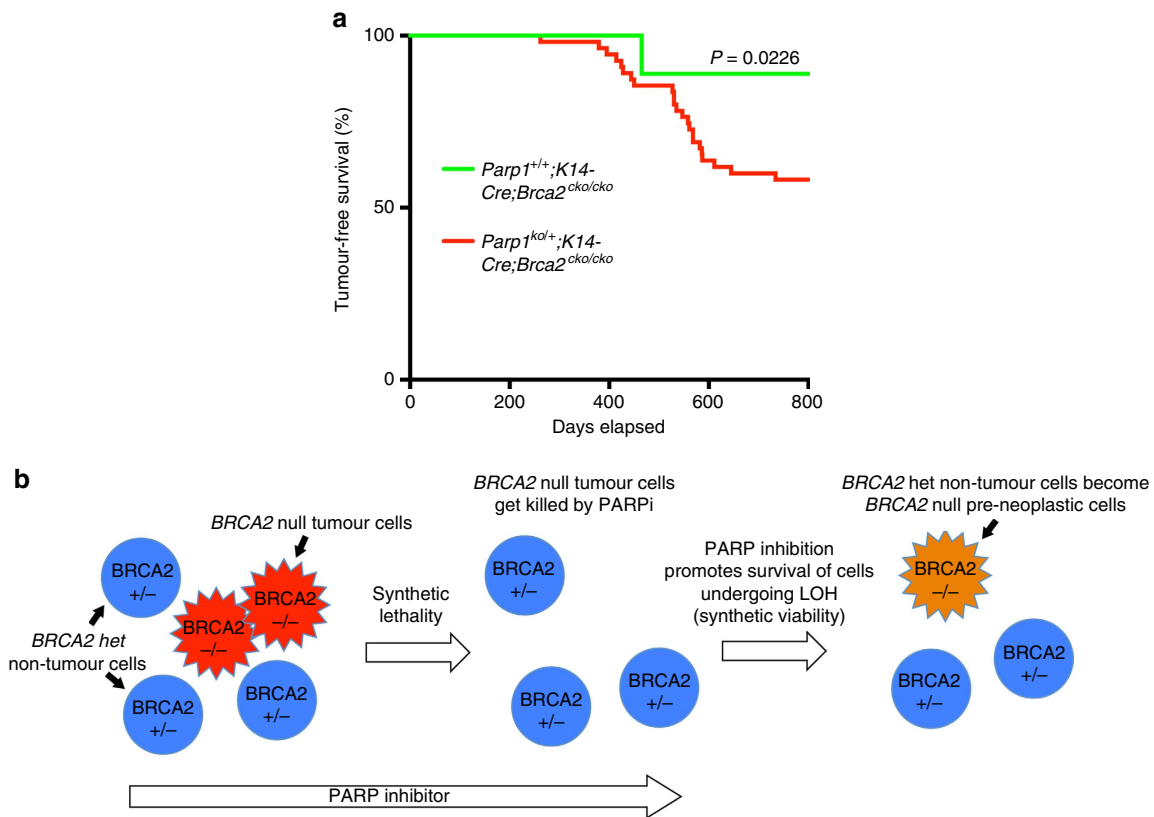 a
100
50
0
Tumour-free survival (%)
P = 0.0226
Parp1+/+;K14-
Cre;Brca2cko/cko
Parp1ko/+;K14-
Cre;Brca2cko/cko
0 200 400 600 800
Days elapsed
b
BRCA2 null tumour cells
BRCA2
+/–
BRCA2
–/–
BRCA2
–/–
BRCA2 het
non-tumour cells
BRCA2
+/–
BRCA2
+/–
Synthetic
lethality
BRCA2 null tumour cells
get killed by PARPi
BRCA2
+/–
BRCA2
+/–
BRCA2
+/–
PARP inhibition
promotes survival of cells
undergoing LOH
(synthetic viability)
BRCA2 het non-tumour cells become
BRCA2 null pre-neoplastic cells
BRCA2
–/–
BRCA2
+/–
BRCA2
+/–
PARP inhibitor